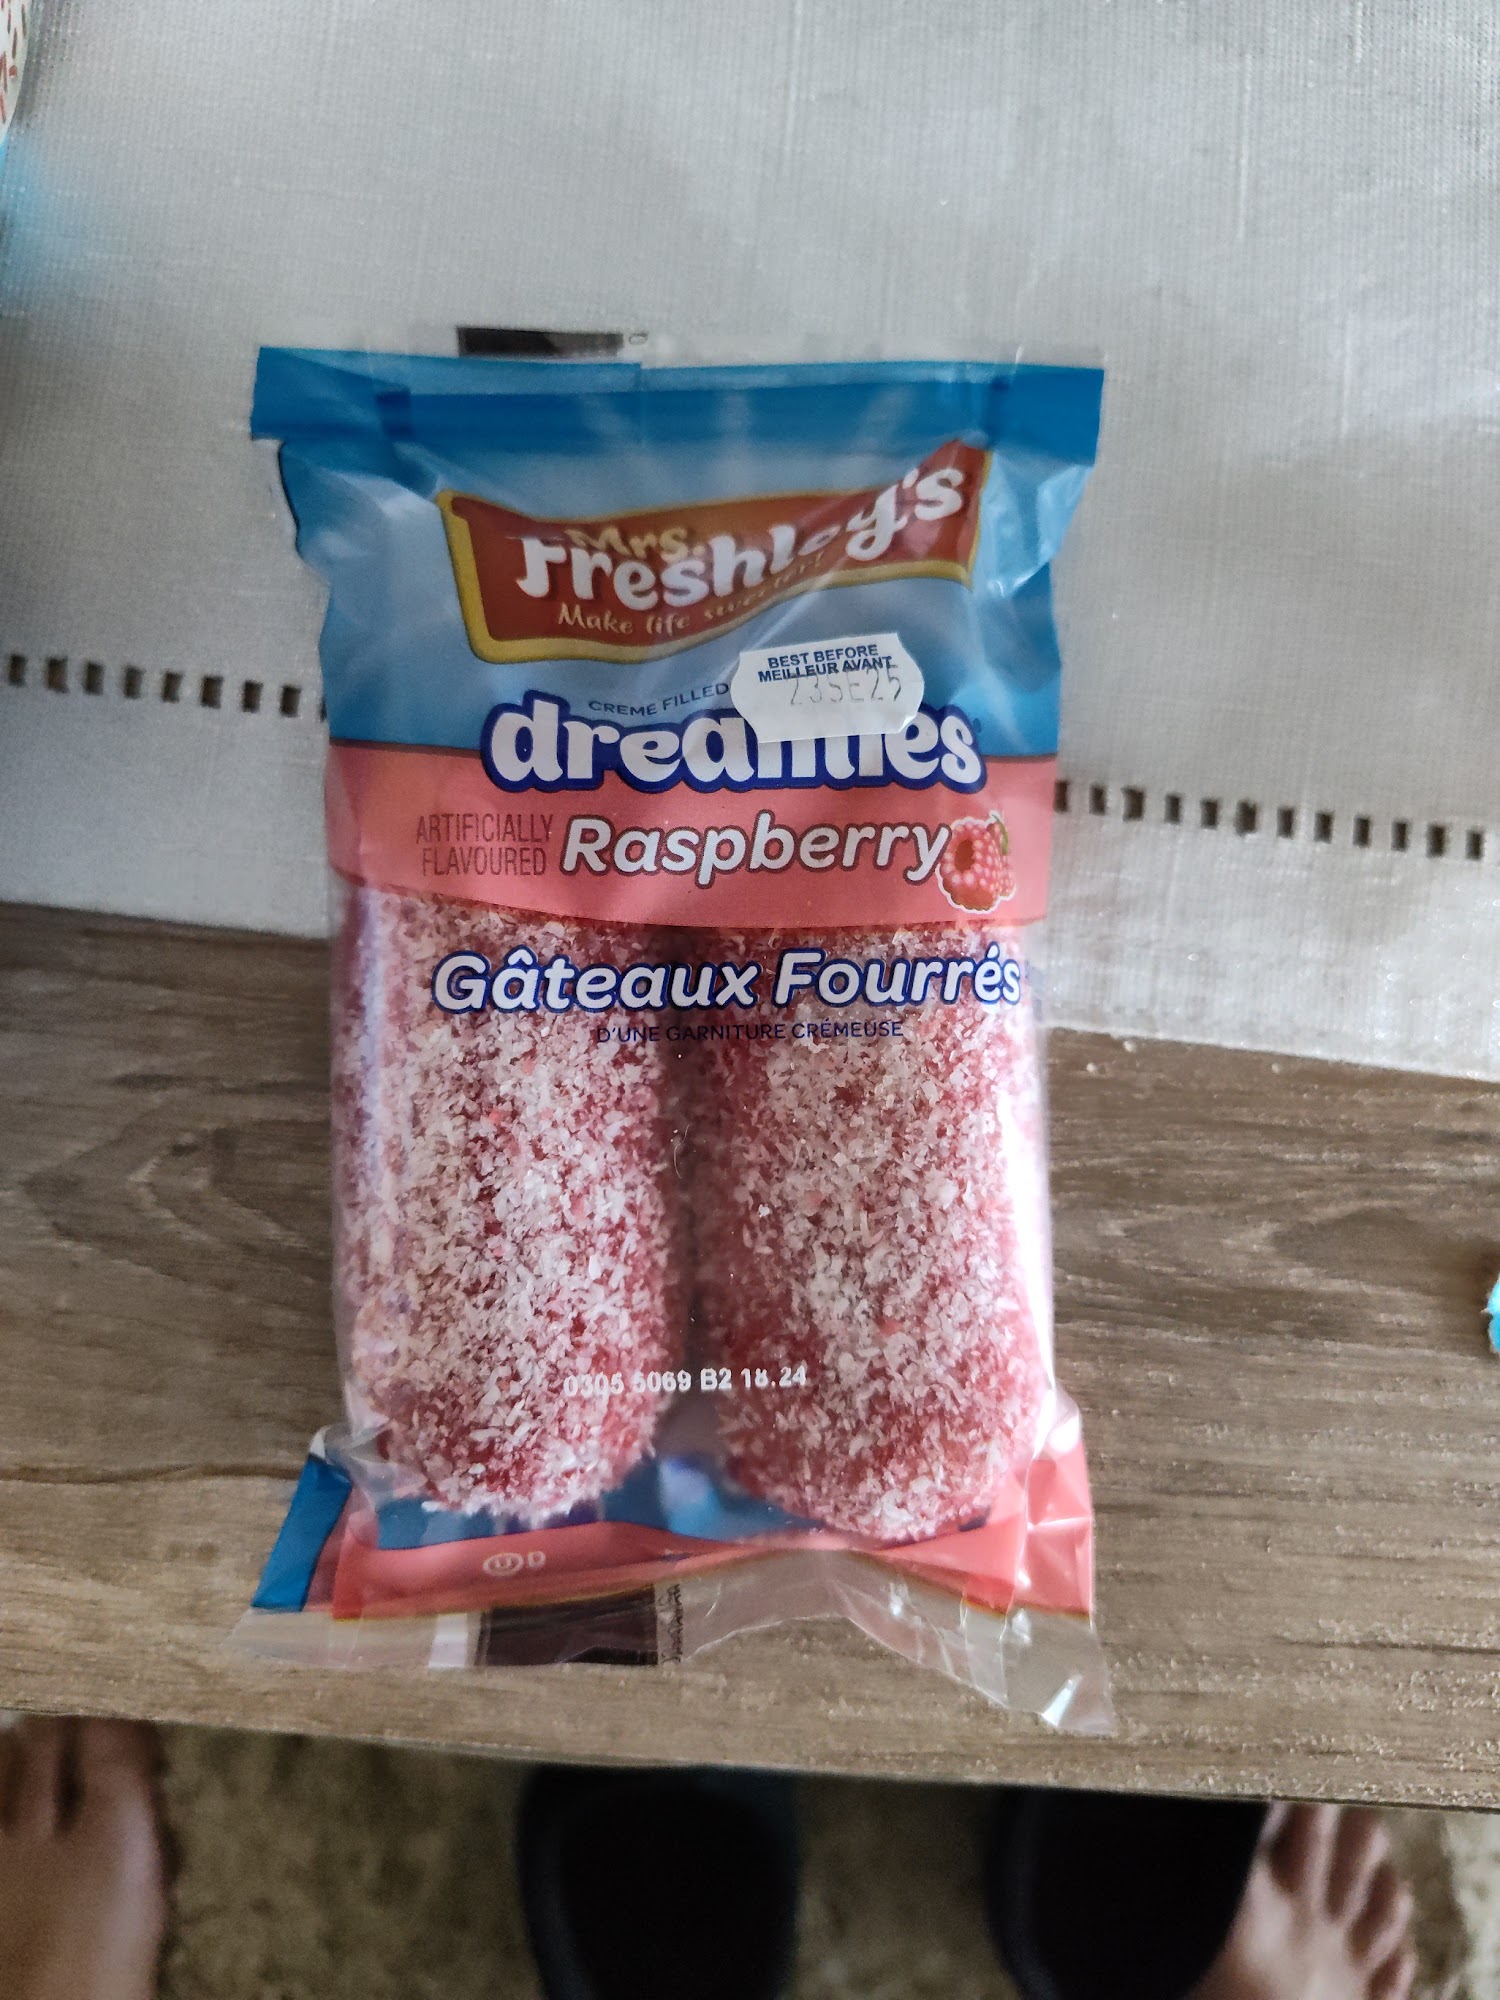 Mrs.
Freshley's
Make life sweeter!
BEST BEFORE
MEILLEUR AVANT
23SE25
CREME FILLED
dreamies
ARTIFICIALLY
FLAVOURED
Raspberry
Gâteaux Fourrés
D'UNE GARNITURE CRÉMEUSE
0305 5069 B2 18.24
U D